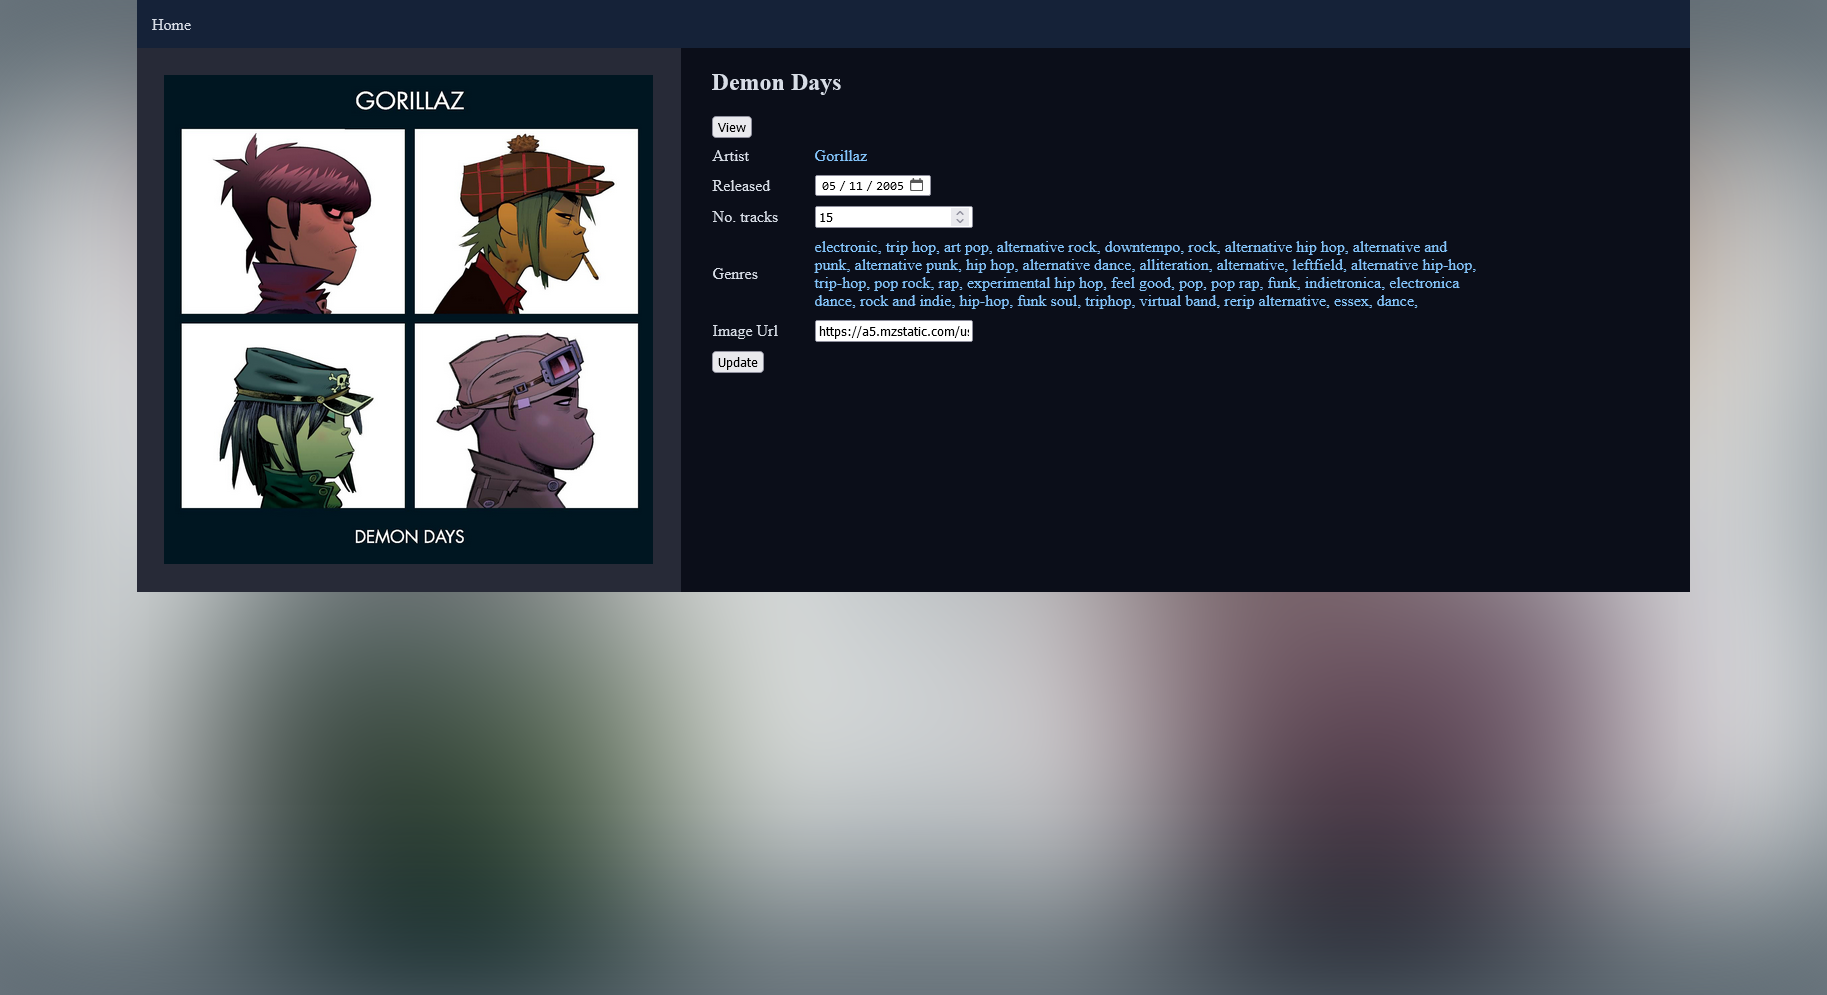 Home
GORILLAZ
DEMON DAYS
Demon Days
View
Artist Gorillaz
Released 05 / 11 / 2005
No. tracks 15
Genres electronic, trip hop, art pop, alternative rock, downtempo, rock, alternative hip hop, alternative and
punk, alternative punk, hip hop, alternative dance, alliteration, alternative, leftfield, alternative hip-hop,
trip-hop, pop rock, rap, experimental hip hop, feel good, pop, pop rap, funk, indietronica, electronica
dance, rock and indie, hip-hop, funk soul, triphop, virtual band, rerip alternative, essex, dance,
Image Url https://a5.mzstatic.com/us
Update